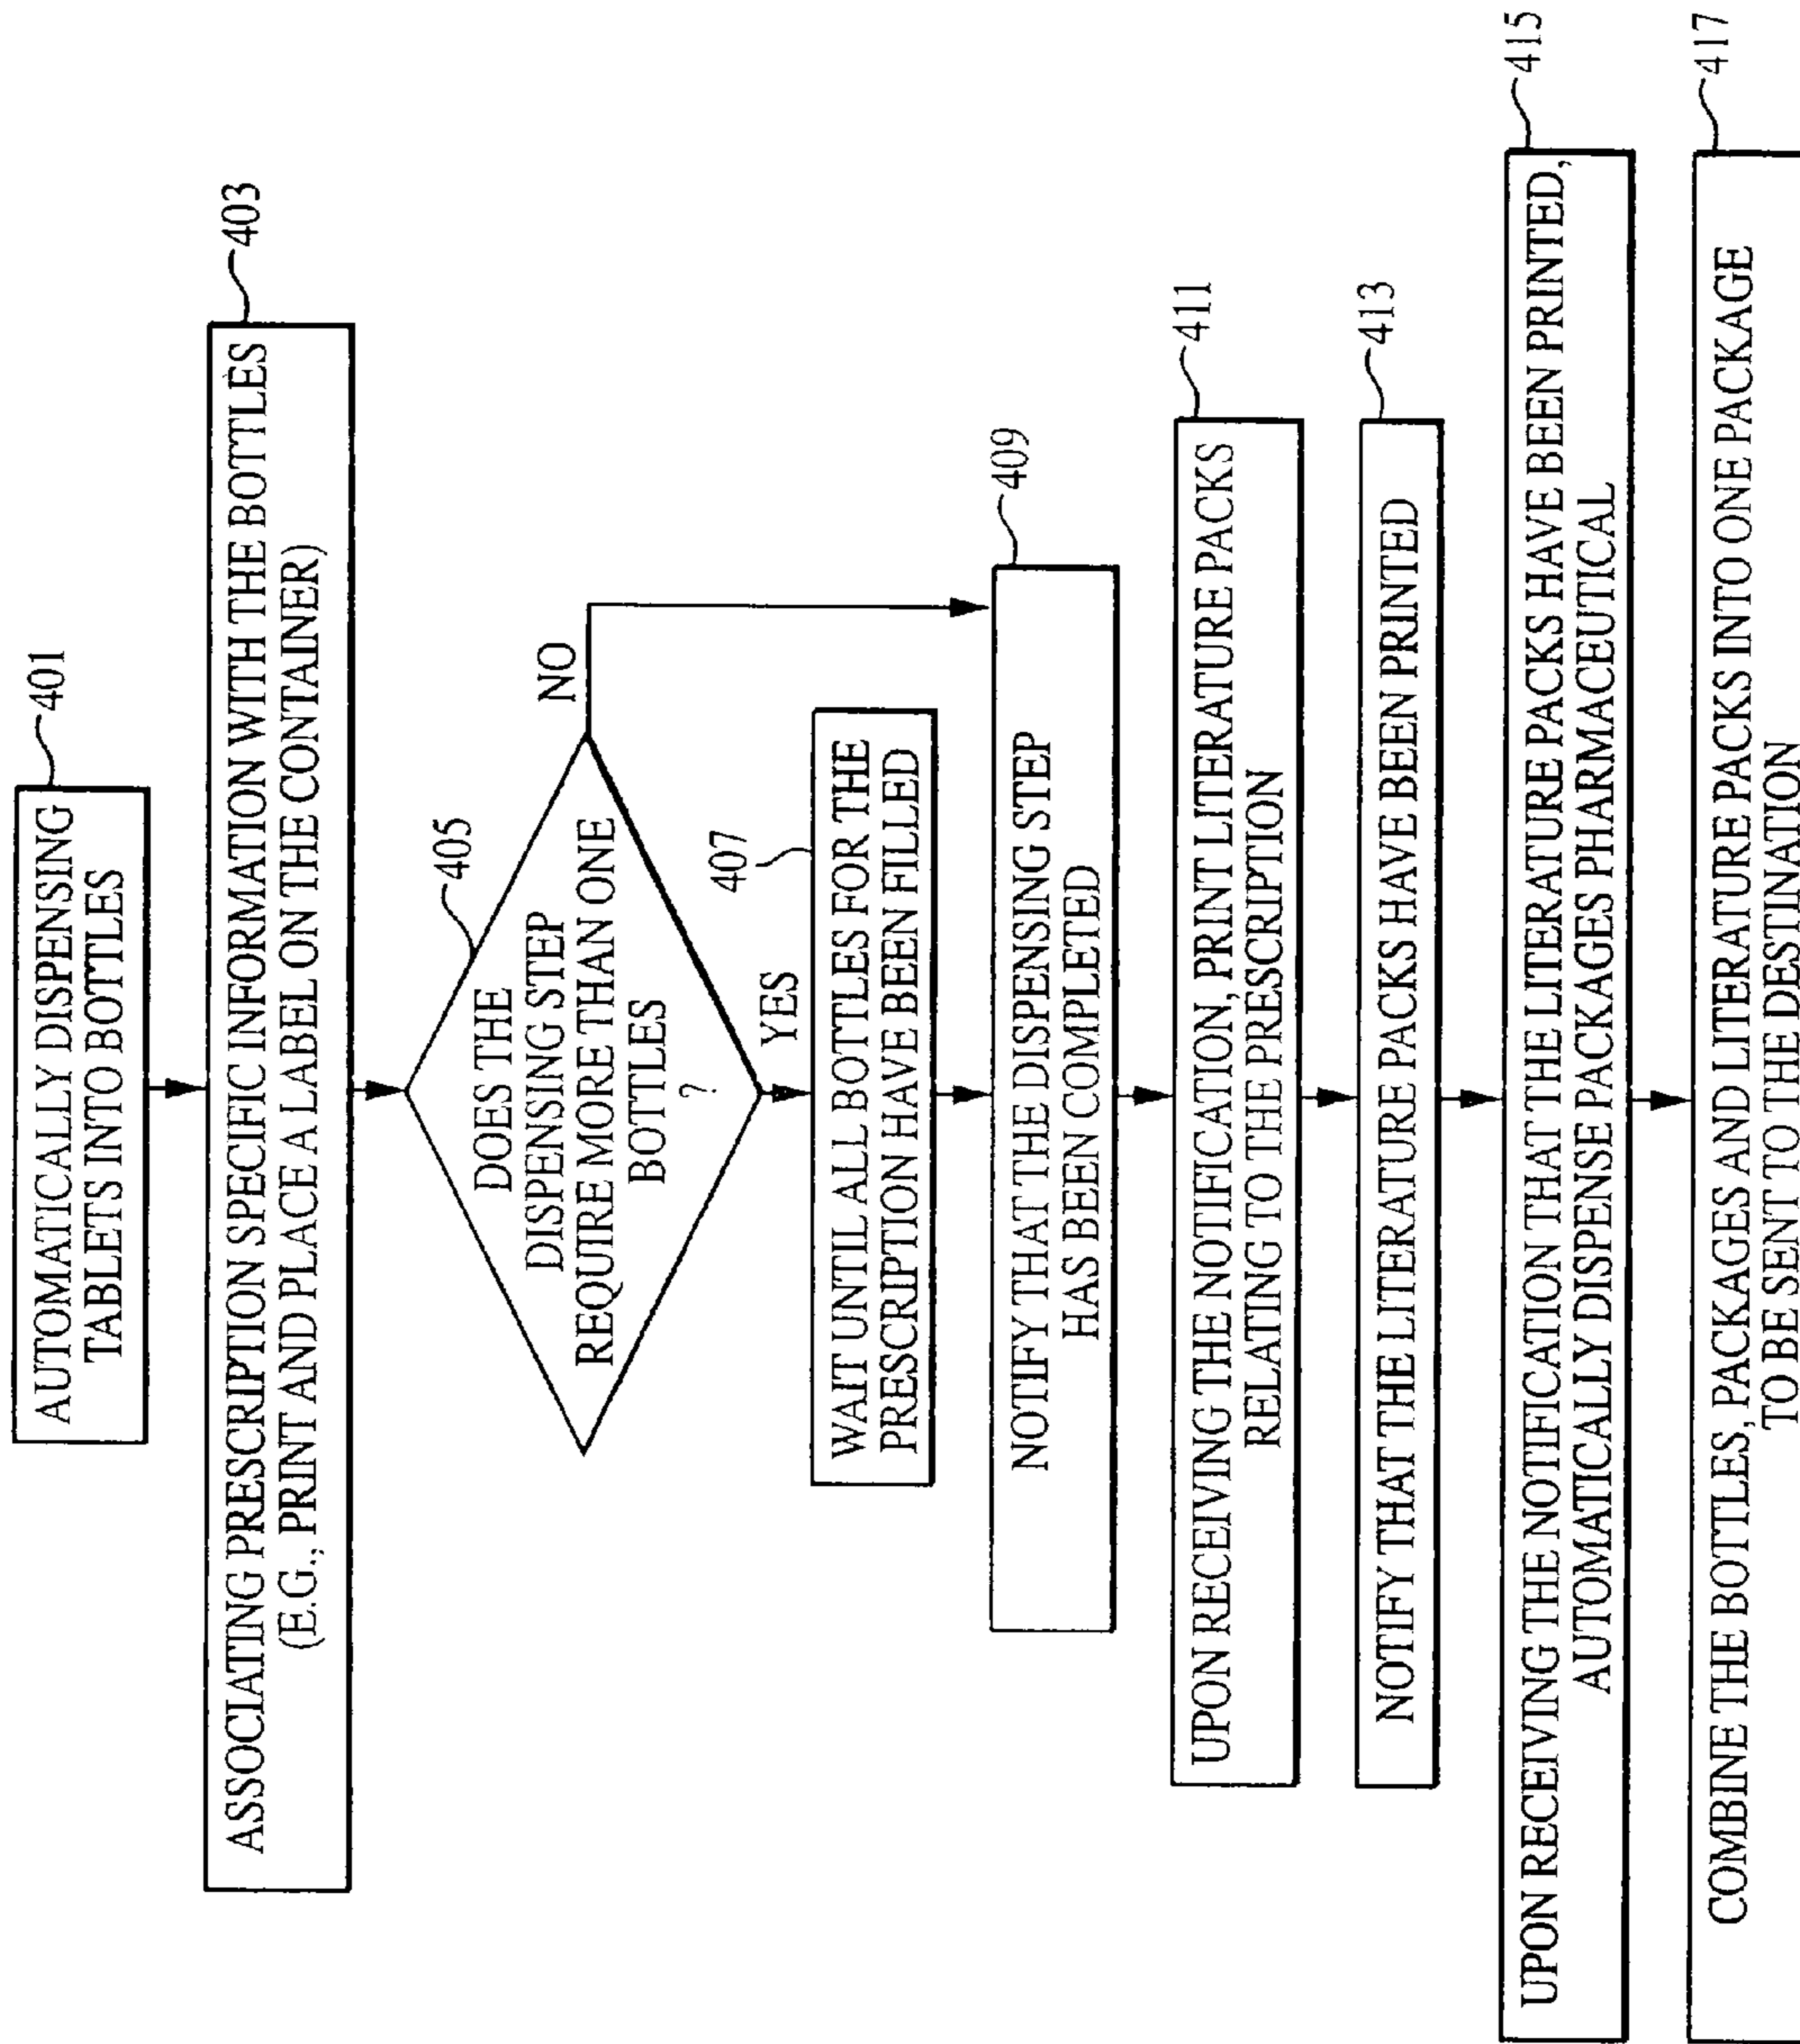 401
AUTOMATICALLY DISPENSING
TABLETS INTO BOTTLES
403
ASSOCIATING PRESCRIPTION SPECIFIC INFORMATION WITH THE BOTTLES
(E.G., PRINT AND PLACE A LABEL ON THE CONTAINER)
405
DOES THE
DISPENSING STEP
REQUIRE MORE THAN ONE
BOTTLES
?
NO
YES
407
WAIT UNTIL ALL BOTTLES FOR THE
PRESCRIPTION HAVE BEEN FILLED
409
NOTIFY THAT THE DISPENSING STEP
HAS BEEN COMPLETED
411
UPON RECEIVING THE NOTIFICATION, PRINT LITERATURE PACKS
RELATING TO THE PRESCRIPTION
413
NOTIFY THAT THE LITERATURE PACKS HAVE BEEN PRINTED
415
UPON RECEIVING THE NOTIFICATION THAT THE LITERATURE PACKS HAVE BEEN PRINTED,
AUTOMATICALLY DISPENSE PACKAGES PHARMACEUTICAL
417
COMBINE THE BOTTLES, PACKAGES AND LITERATURE PACKS INTO ONE PACKAGE
TO BE SENT TO THE DESTINATION